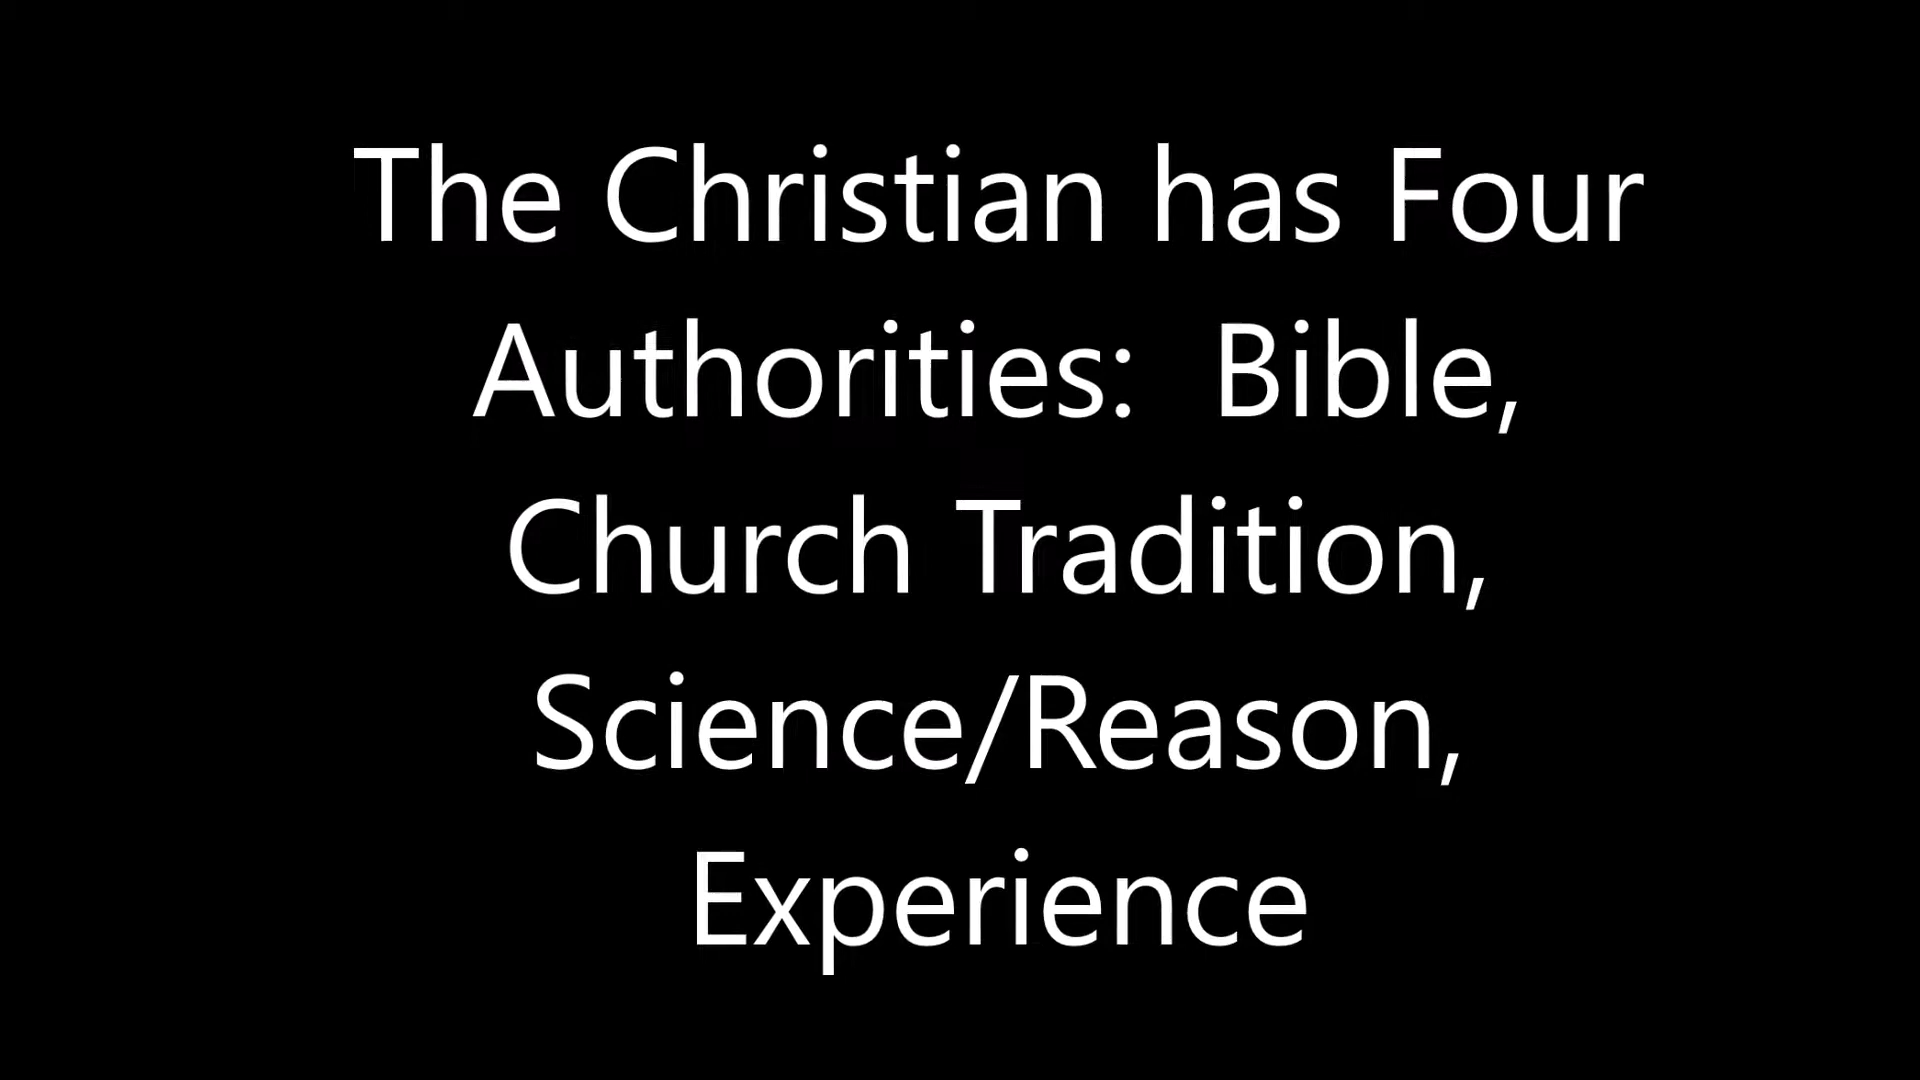 The Christian has Four
Authorities:  Bible,
Church Tradition,
Science/Reason,
Experience